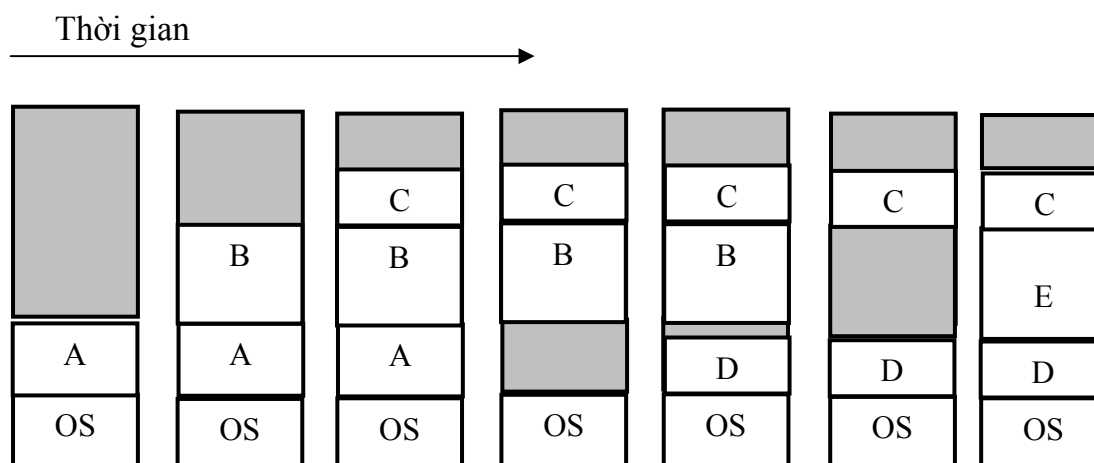 Thời gian
C C C C C
B B B B E
A A A D D D
OS OS OS OS OS OS OS